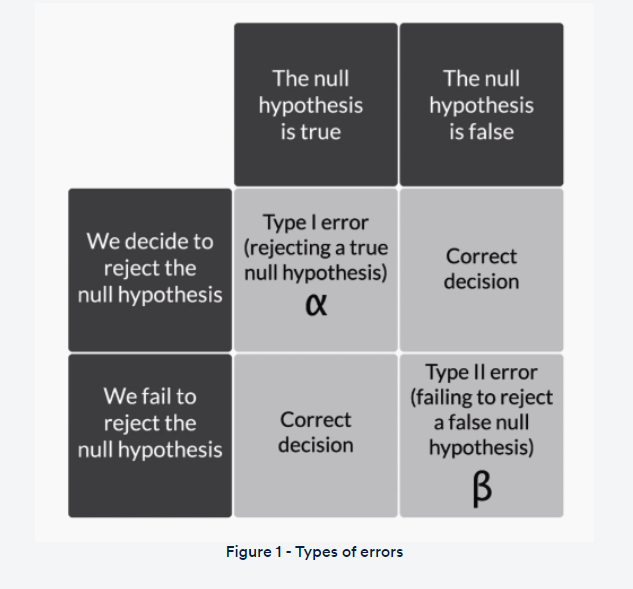 The null
hypothesis
is true
The null
hypothesis
is false
We decide to
reject the
null hypothesis
Type I error
(rejecting a true
null hypothesis)
α
Correct
decision
We fail to
reject the
null hypothesis
Correct
decision
Type II error
(failing to reject
a false null
hypothesis)
β
Figure 1 - Types of errors